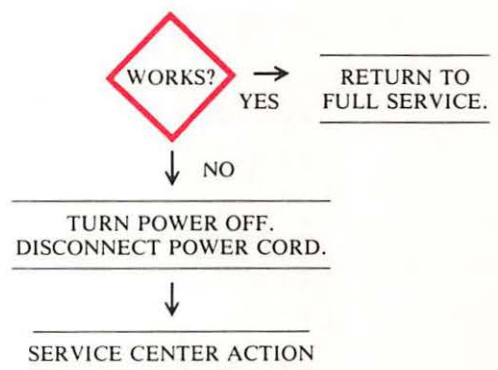 WORKS?
YES
RETURN TO
FULL SERVICE.
NO
TURN POWER OFF.
DISCONNECT POWER CORD.
SERVICE CENTER ACTION